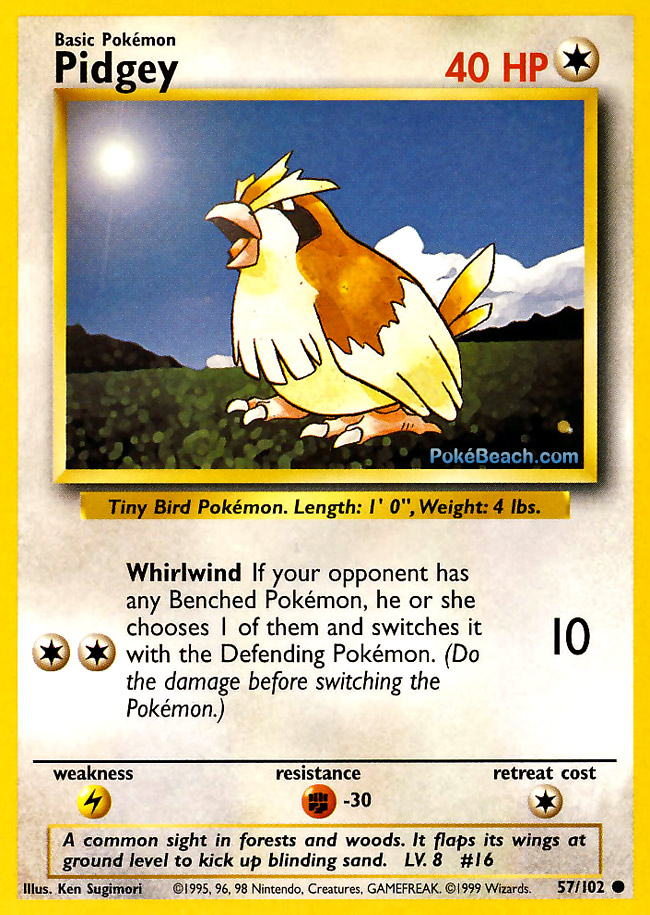 Basic Pokémon
Pidgey
40 HP
PokéBeach.com
Tiny Bird Pokémon. Length: 1' 0", Weight: 4 lbs.
Whirlwind If your opponent has
any Benched Pokémon, he or she
chooses 1 of them and switches it
with the Defending Pokémon. (Do
the damage before switching the
Pokémon.)
10
weakness resistance retreat cost
-30
A common sight in forests and woods. It flaps its wings at
ground level to kick up blinding sand. LV. 8 #16
Illus. Ken Sugimori ©1995, 96, 98 Nintendo, Creatures, GAMEFREAK. ©1999 Wizards. 57/102